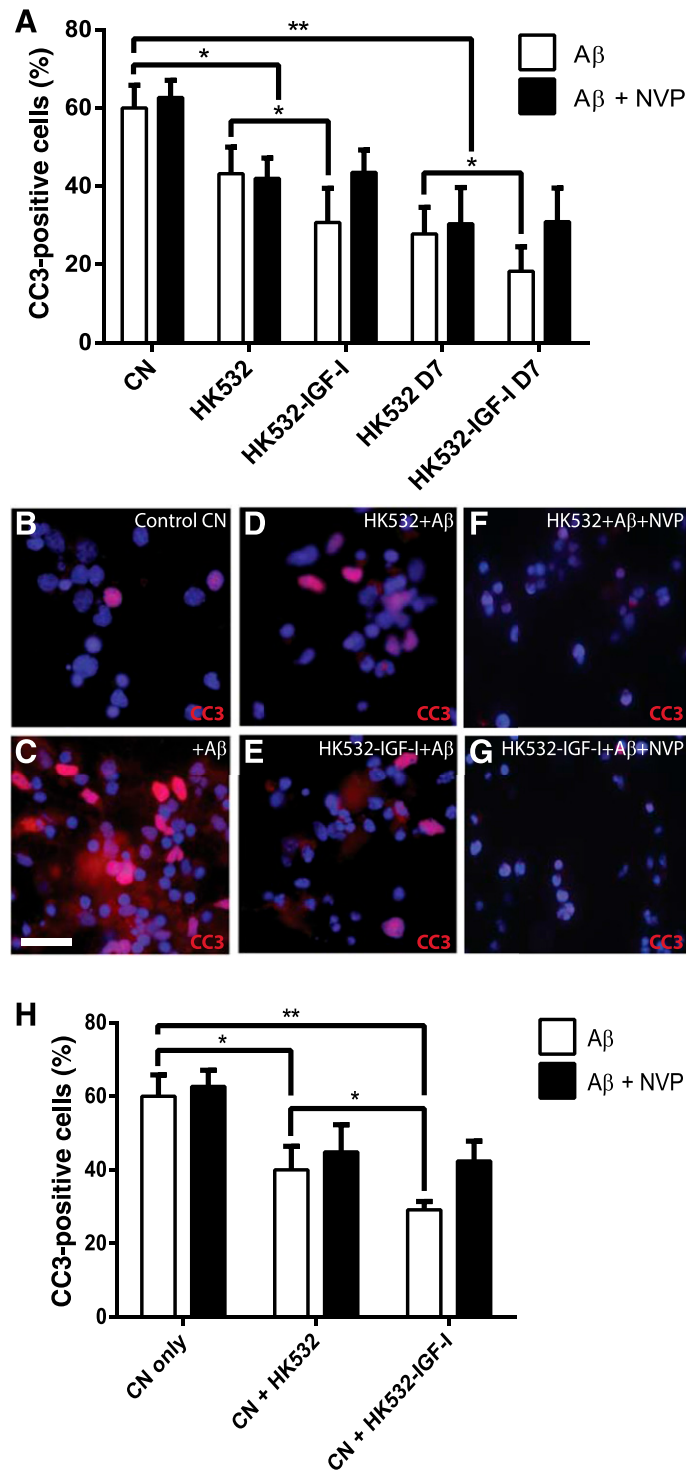 A
CC3-positive cells (%)
80
60
40
20
0
**
*
*
*
Aβ
Aβ + NVP
CN
HK532
HK532-IGF-I
HK532 D7
HK532-IGF-I D7
B
Control CN
CC3
D
HK532+Aβ
CC3
F
HK532+Aβ+NVP
CC3
C
+Aβ
CC3
E
HK532-IGF-I+Aβ
CC3
G
HK532-IGF-I+Aβ+NVP
CC3
H
CC3-positive cells (%)
80
60
40
20
0
**
*
*
Aβ
Aβ + NVP
CN only
CN + HK532
CN + HK532-IGF-I